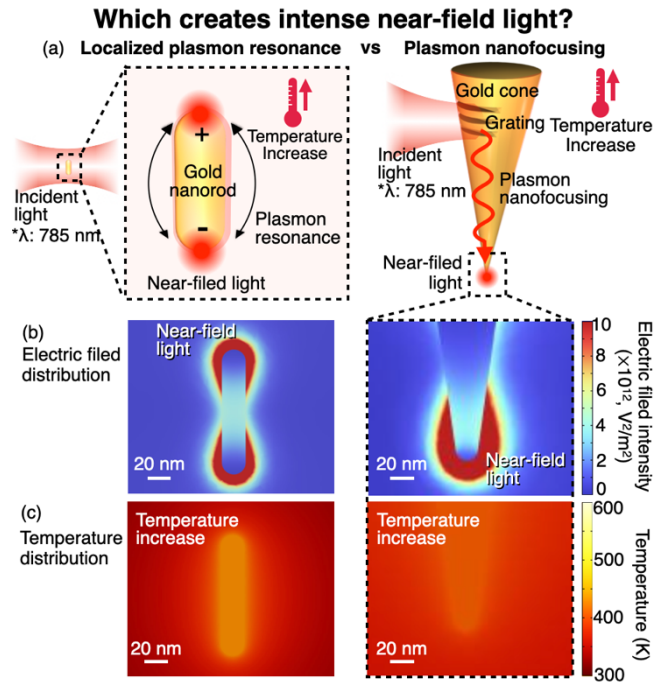 Which creates intense near-field light?
(a) Localized plasmon resonance vs Plasmon nanofocusing
Incident
light
*λ: 785 nm
+
Gold
nanorod
-
Temperature
Increase
Plasmon
resonance
Near-filed light
Gold cone
Grating
Temperature
Increase
Incident
light
*λ: 785 nm
Plasmon
nanofocusing
Near-filed
light
(b)
Electric filed
distribution
Near-field
light
20 nm
Near-field
light
20 nm
10
8
6
4
2
0
Electric filed intensity
(×10¹², V²/m²)
(c)
Temperature
distribution
Temperature
increase
20 nm
Temperature
increase
20 nm
600
500
400
300
Temperature (K)